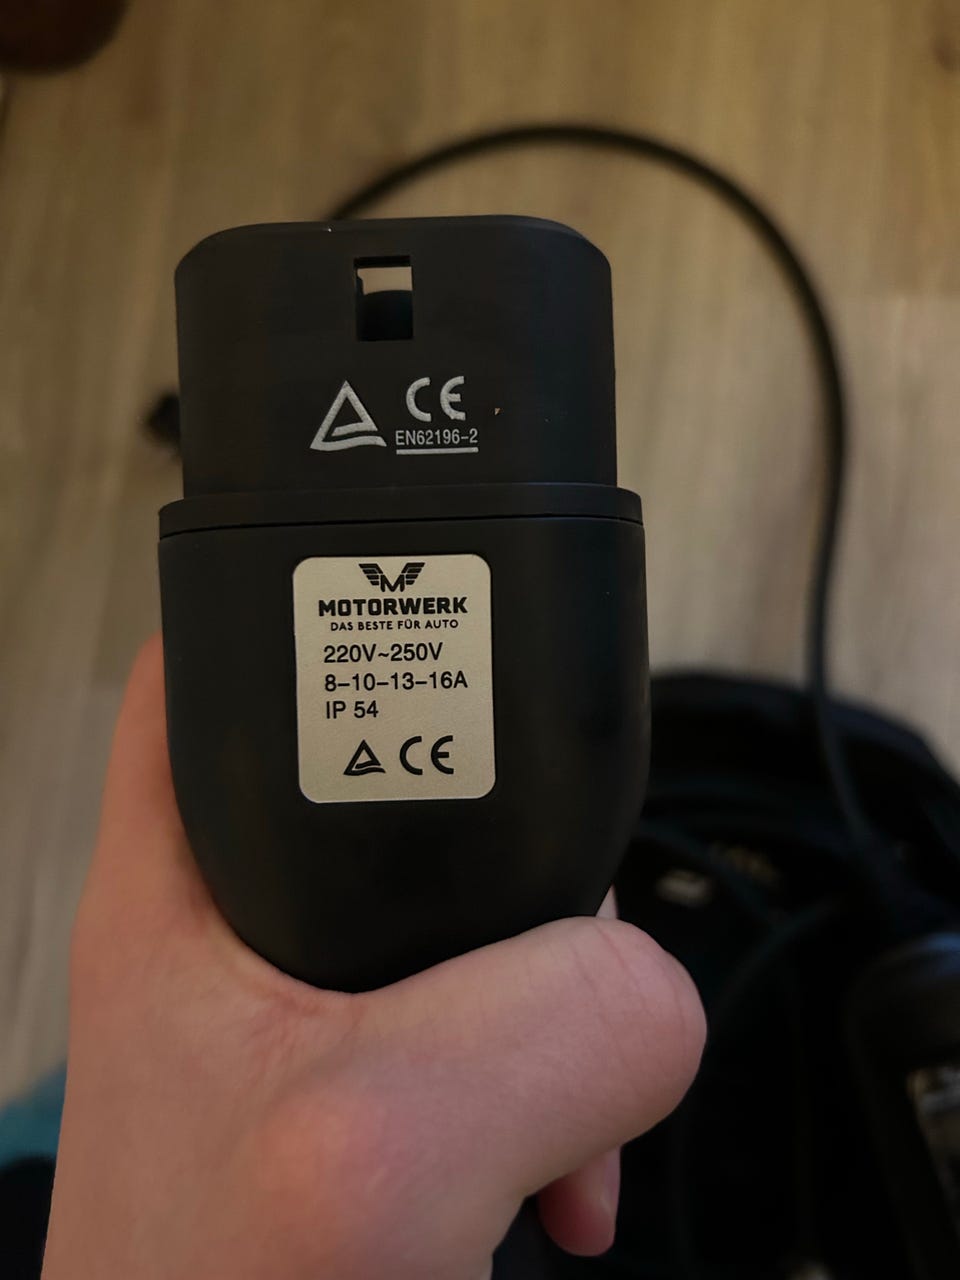 CE
EN62196-2
MOTORWERK
DAS BESTE FÜR AUTO
220V~250V
8-10-13-16A
IP 54
CE